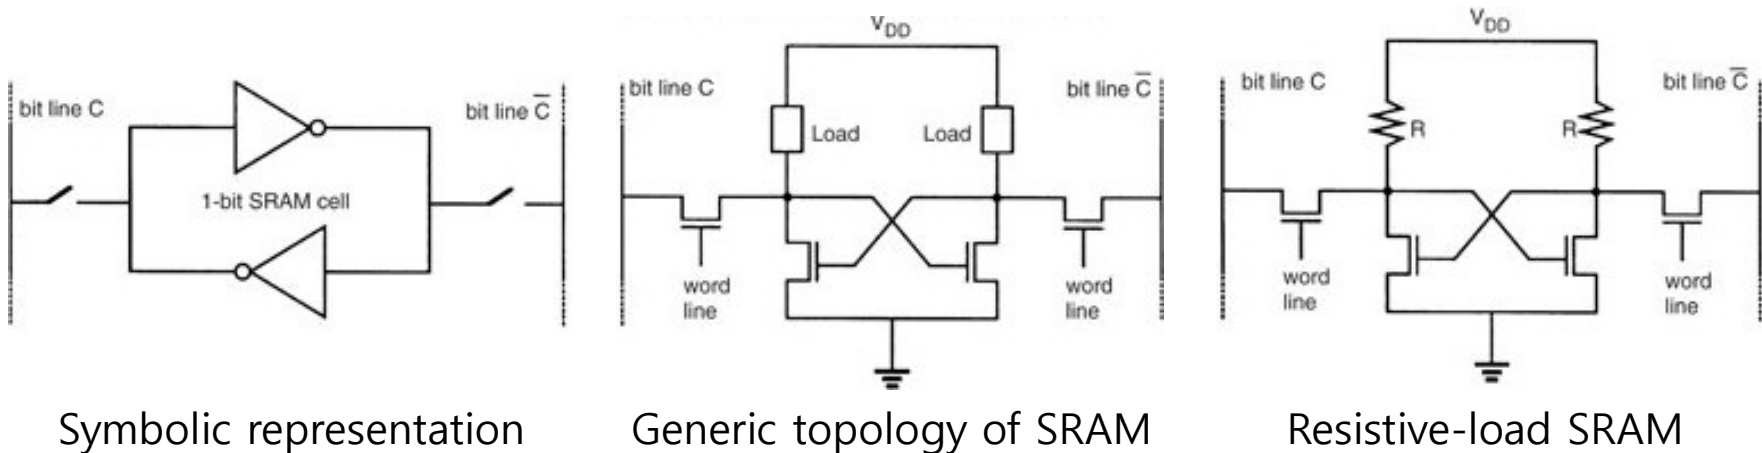 bit line C
bit line C̅
1-bit SRAM cell
Symbolic representation
V_DD
bit line C
bit line C̅
Load
Load
word
line
word
line
Generic topology of SRAM
V_DD
bit line C
bit line C̅
R
R
word
line
word
line
Resistive-load SRAM